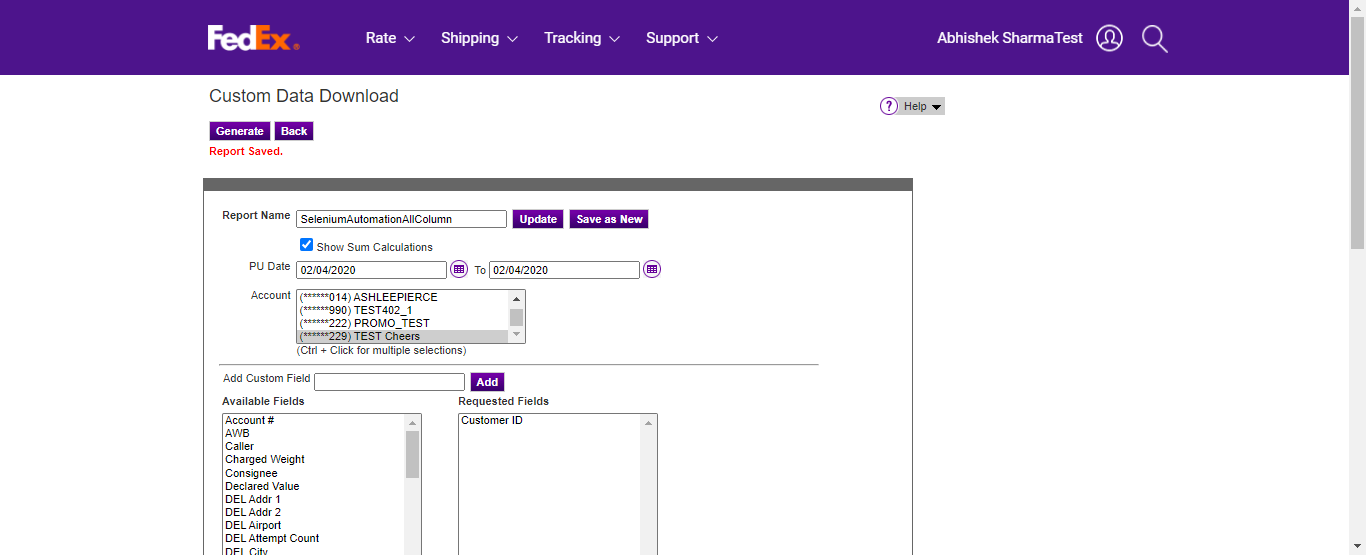 FedEx®
Rate Shipping Tracking Support Abhishek SharmaTest
Custom Data Download
? Help
Generate Back
Report Saved.
Report Name SeleniumAutomationAllColumn Update Save as New
Show Sum Calculations
PU Date 02/04/2020 To 02/04/2020
Account (******014) ASHLEEPIERCE
(******990) TEST402_1
(******222) PROMO_TEST
(******229) TEST Cheers
(Ctrl + Click for multiple selections)
Add Custom Field Add
Available Fields Requested Fields
Account # Customer ID
AWB
Caller
Charged Weight
Consignee
Declared Value
DEL Addr 1
DEL Addr 2
DEL Airport
DEL Attempt Count
DEL City